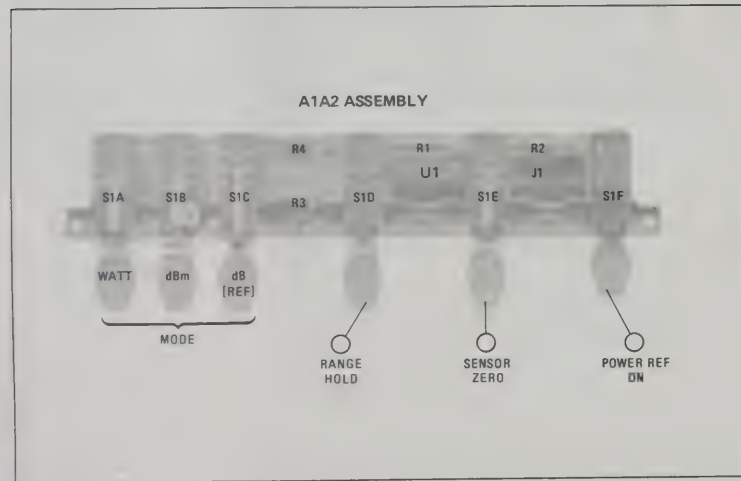 A1A2 ASSEMBLY
R4 R1 R2
U1 J1
S1A S1B S1C R3 S1D S1E S1F
WATT dBm dB
[REF]
MODE
RANGE
HOLD
SENSOR
ZERO
POWER REF
ON